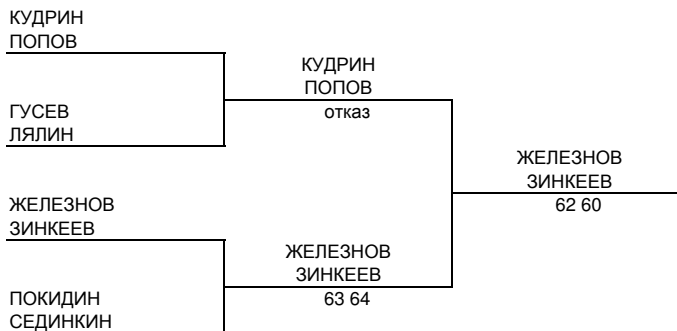 КУДРИН
ПОПОВ
КУДРИН
ПОПОВ
отказ
ГУСЕВ
ЛЯЛИН
ЖЕЛЕЗНОВ
ЗИНКЕЕВ
62 60
ЖЕЛЕЗНОВ
ЗИНКЕЕВ
ЖЕЛЕЗНОВ
ЗИНКЕЕВ
63 64
ПОКИДИН
СЕДИНКИН